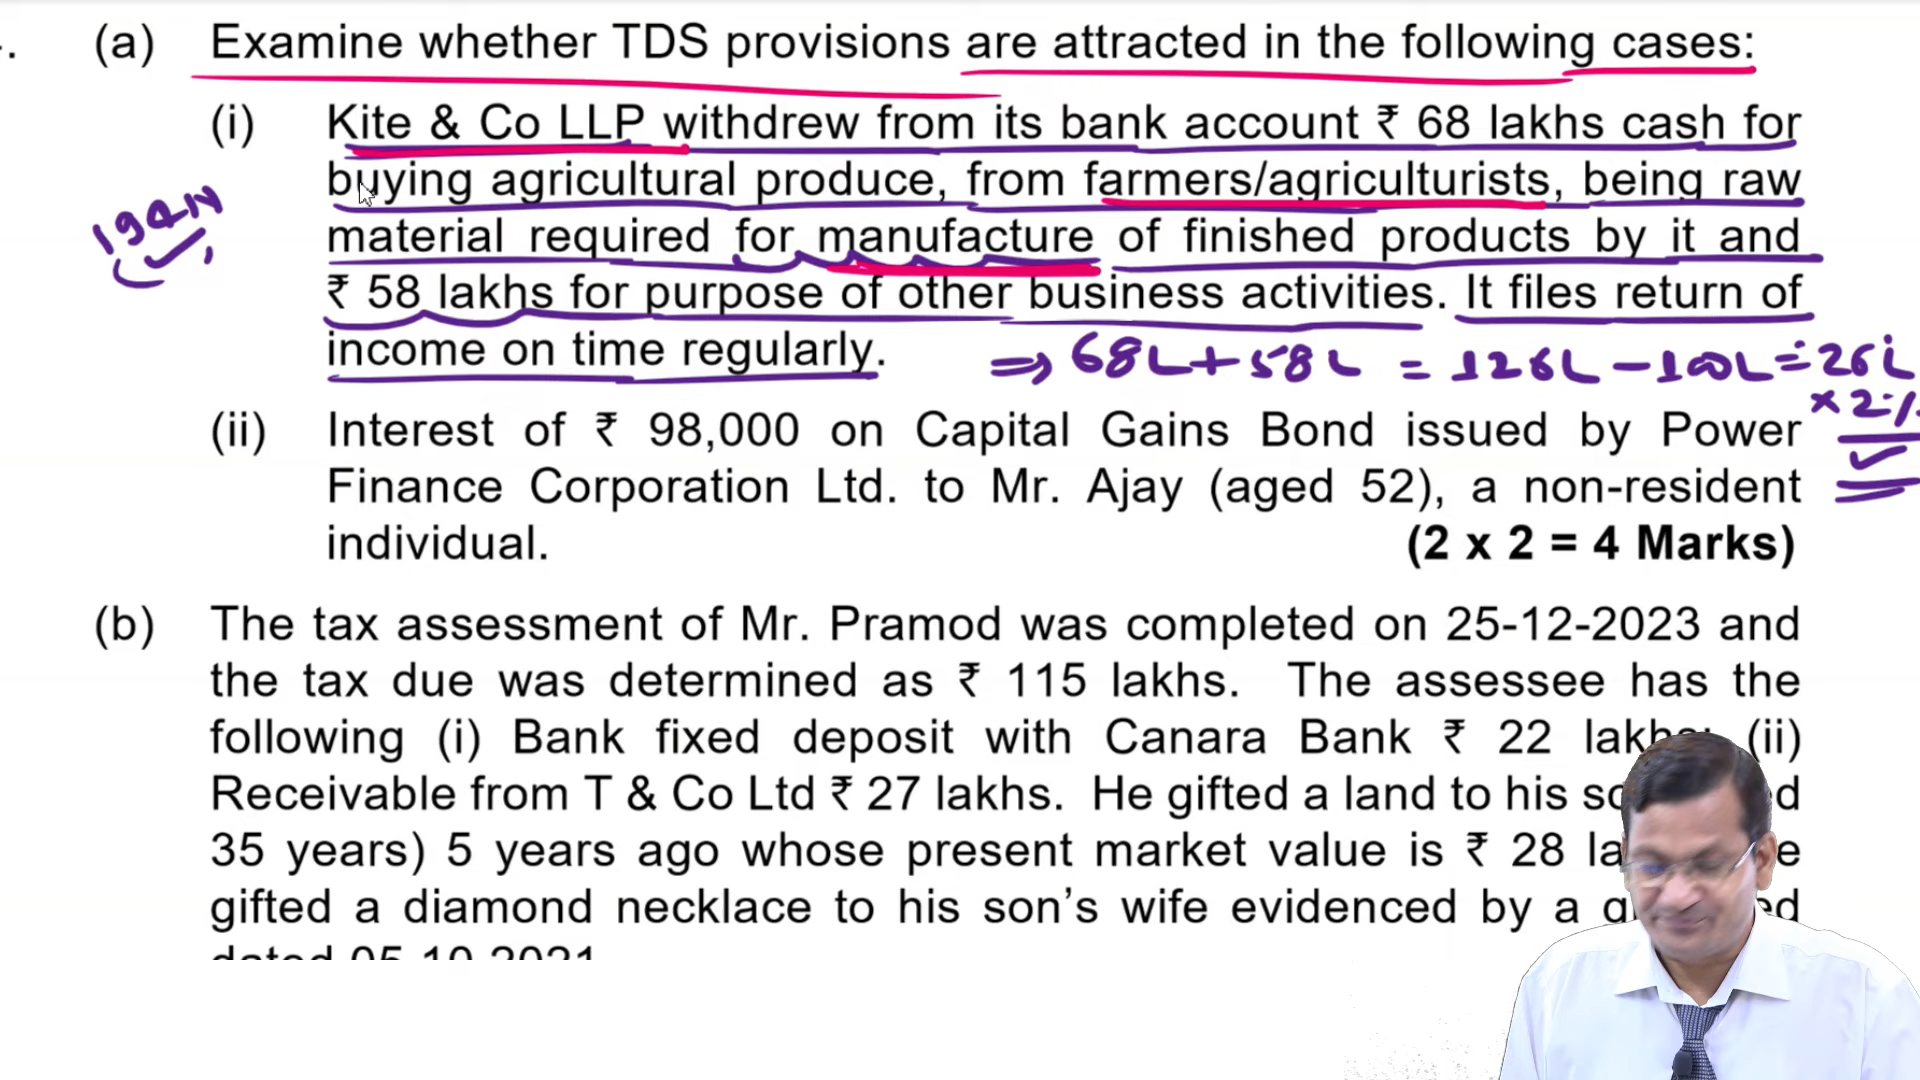 (a) Examine whether TDS provisions are attracted in the following cases:
(i) Kite & Co LLP withdrew from its bank account ₹ 68 lakhs cash for
buying agricultural produce, from farmers/agriculturists, being raw
194N
material required for manufacture of finished products by it and
₹ 58 lakhs for purpose of other business activities. It files return of
income on time regularly.
⇒ 68L + 58L = 126L - 100L = 26L
× 2%
(ii) Interest of ₹ 98,000 on Capital Gains Bond issued by Power
Finance Corporation Ltd. to Mr. Ajay (aged 52), a non-resident
individual. (2 x 2 = 4 Marks)
(b) The tax assessment of Mr. Pramod was completed on 25-12-2023 and
the tax due was determined as ₹ 115 lakhs. The assessee has the
following (i) Bank fixed deposit with Canara Bank ₹ 22 lakhs; (ii)
Receivable from T & Co Ltd ₹ 27 lakhs. He gifted a land to his
35 years) 5 years ago whose present market value is ₹ 28
gifted a diamond necklace to his son's wife evidenced by a
dated 05-10-2021